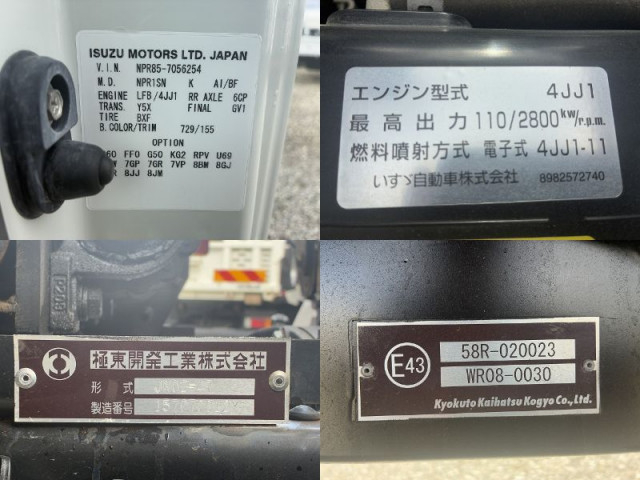 ISUZU MOTORS LTD. JAPAN
V.I.N. NPR85-7056254
M.D. NPR1SN K AI/BF
ENGINE LFB/4JJ1 RR AXLE 6CP
TRANS. Y5X FINAL GV1
TIRE BXF
B.COLOR/TRIM 729/155
OPTION
60 FF0 G50 KG2 RPV U69
7GP 7GR 7VP 8BM 8GJ
8JJ 8JM
エンジン型式 4JJ1
最高出力 110/2800kw/r.p.m.
燃料噴射方式 電子式 4JJ1-11
いすゞ自動車株式会社 8982572740
P209
極東開発工業株式会社
形式
製造番号
E43
58R-020023
WR08-0030
Kyokuto Kaihatsu Kogyo Co., Ltd.